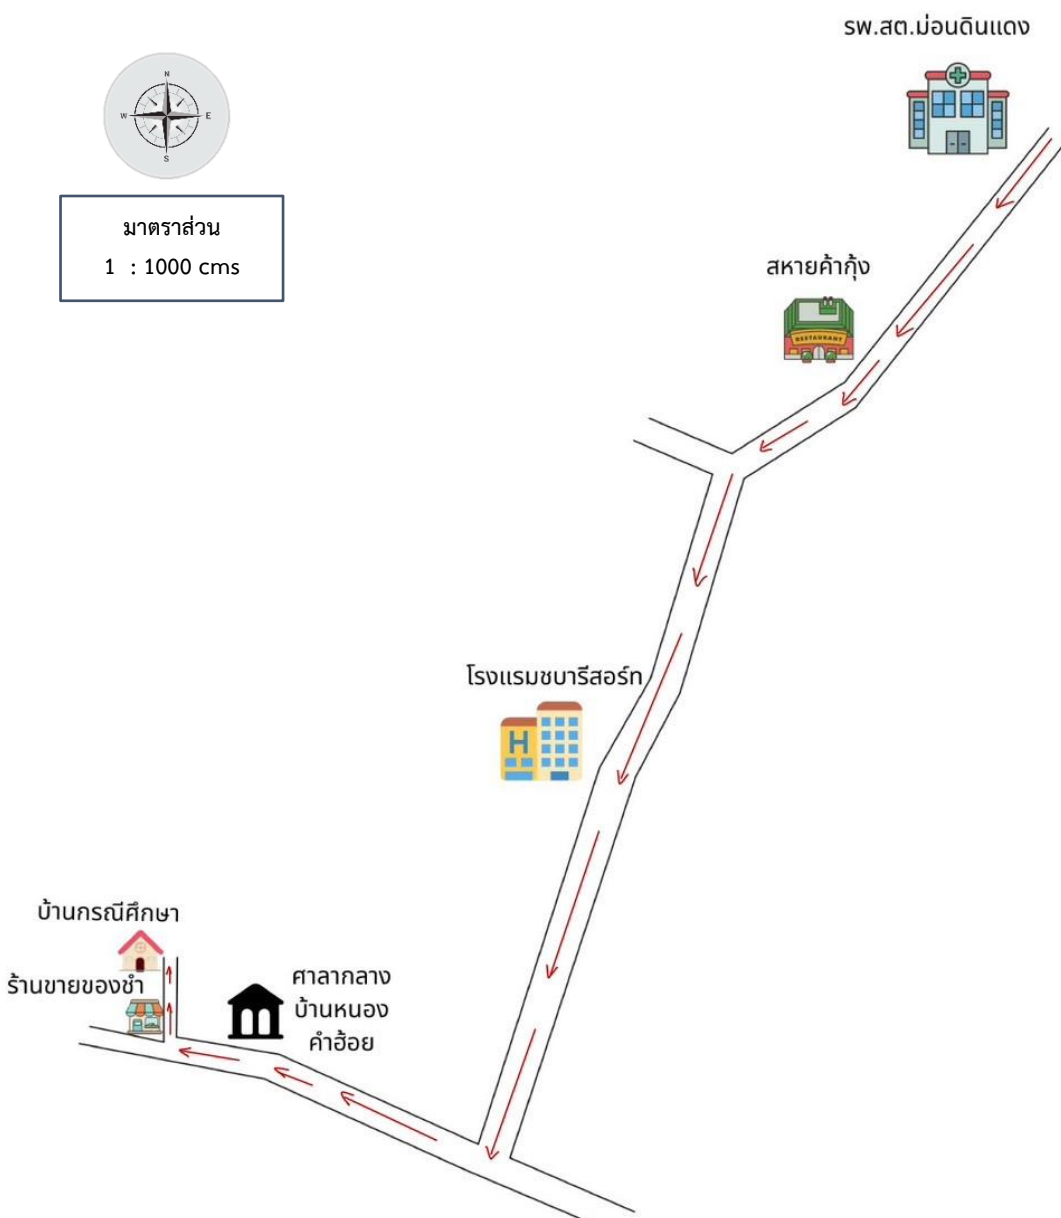 รพ.สต.ม่อนดินแดง
N
W
E
S
มาตราส่วน
1 : 1000 cms
สหายค้ากุ้ง
RESTAURANT
โรงแรมชบารีสอร์ท
H
บ้านกรณีศึกษา
ร้านขายของชำ
ศาลากลาง
บ้านหนอง
คำฮ้อย